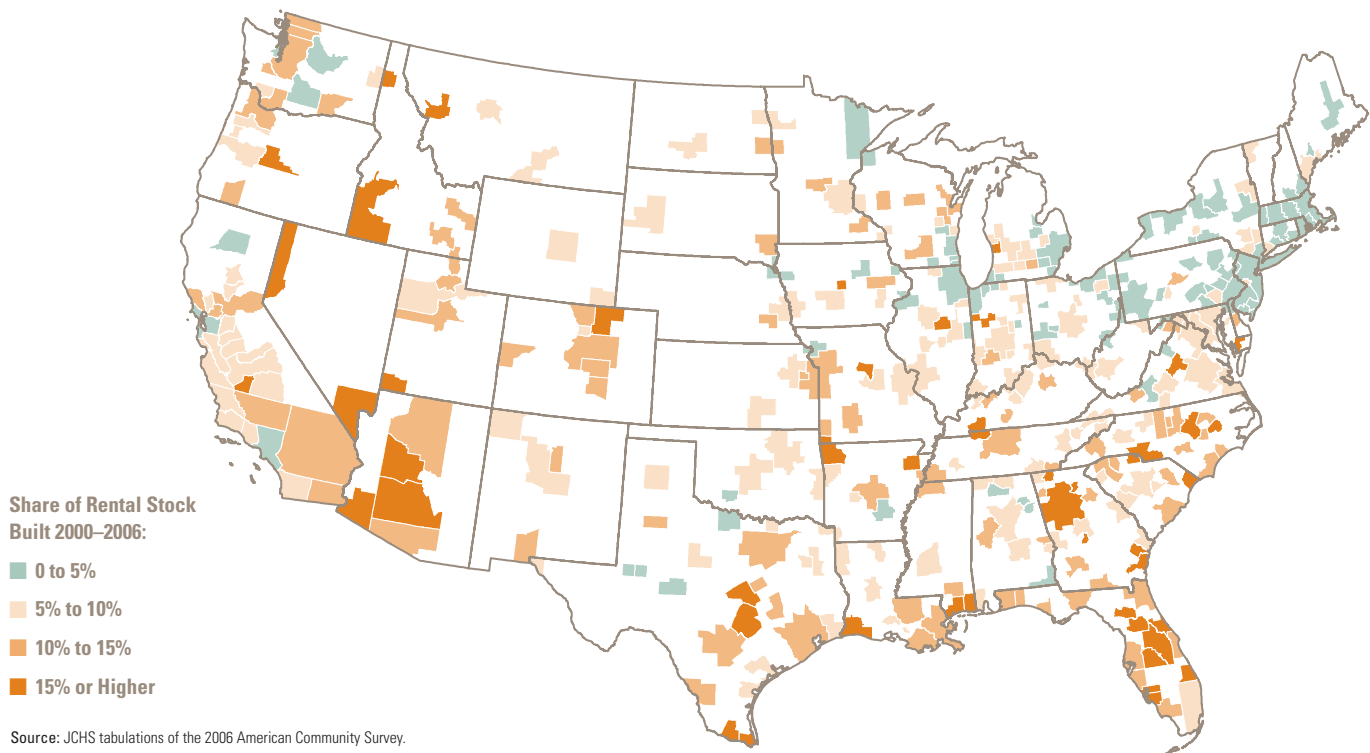 Share of Rental Stock
Built 2000–2006:
0 to 5%
5% to 10%
10% to 15%
15% or Higher
Source: JCHS tabulations of the 2006 American Community Survey.